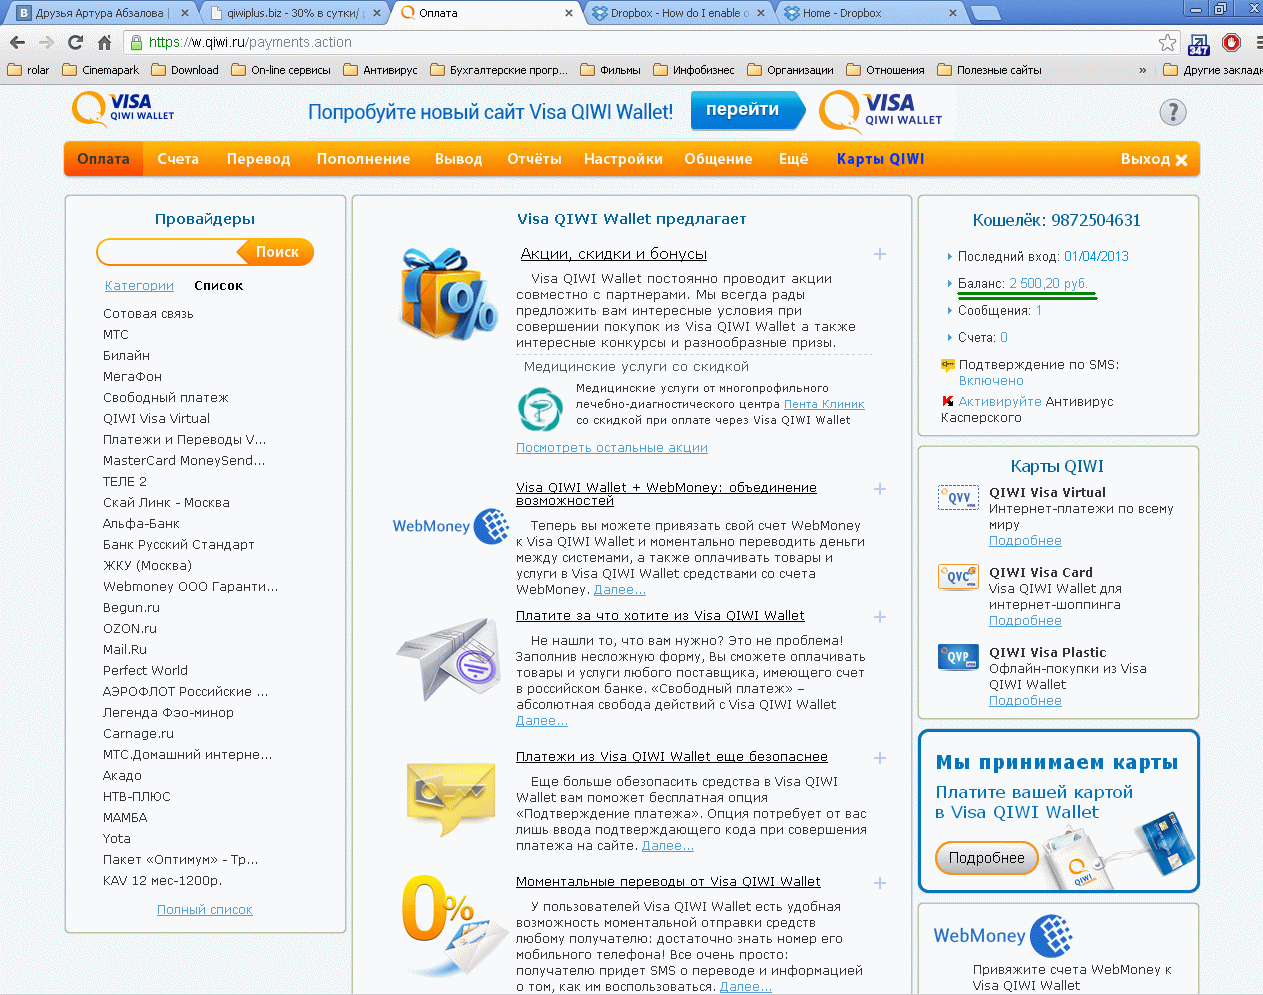 Друзья Артура Абзалова |
qiwiplus.biz - 30% в сутки/
Оплата
Dropbox - How do I enable o
Home - Dropbox
https://w.qiwi.ru/payments.action
347
rolar
Cinemapark
Download
On-line сервисы
Антивирус
Бухгалтерские прогр...
Фильмы
Инфобизнес
Организации
Отношения
Полезные сайты
»
Другие закладк
VISA
QIWI WALLET
Попробуйте новый сайт Visa QIWI Wallet!
перейти
VISA
QIWI WALLET
?
Оплата
Счета
Перевод
Пополнение
Вывод
Отчёты
Настройки
Общение
Ещё
Карты QIWI
Выход
Провайдеры
Поиск
Категории
Список
Сотовая связь
МТС
Билайн
МегаФон
Свободный платеж
QIWI Visa Virtual
Платежи и Переводы V...
MasterCard MoneySend...
ТЕЛЕ 2
Скай Линк - Москва
Альфа-Банк
Банк Русский Стандарт
ЖКУ (Москва)
Webmoney ООО Гаранти...
Begun.ru
OZON.ru
Mail.Ru
Perfect World
АЭРОФЛОТ Российские ...
Легенда Фэо-минор
Carnage.ru
МТС.Домашний интерне...
Акадо
НТВ-ПЛЮС
МАМБА
Yota
Пакет «Оптимум» - Тр...
KAV 12 мес-1200р.
Полный список
Visa QIWI Wallet предлагает
%
Акции, скидки и бонусы
Visa QIWI Wallet постоянно проводит акции
совместно с партнерами. Мы всегда рады
предложить вам интересные условия при
совершении покупок из Visa QIWI Wallet а также
интересные конкурсы и разнообразные призы.
Медицинские услуги со скидкой
Медицинские услуги от многопрофильного
лечебно-диагностического центра Пента Клиник
со скидкой при оплате через Visa QIWI Wallet
Посмотреть остальные акции
WebMoney
Visa QIWI Wallet + WebMoney: объединение
возможностей
Теперь вы можете привязать свой счет WebMoney
к Visa QIWI Wallet и моментально переводить деньги
между системами, а также оплачивать товары и
услуги в Visa QIWI Wallet средствами со счета
WebMoney. Далее...
Платите за что хотите из Visa QIWI Wallet
Не нашли то, что вам нужно? Это не проблема!
Заполнив несложную форму, Вы сможете оплачивать
товары и услуги любого поставщика, имеющего счет
в российском банке. «Свободный платеж» –
абсолютная свобода действий с Visa QIWI Wallet
Далее...
Платежи из Visa QIWI Wallet еще безопаснее
Еще больше обезопасить средства в Visa QIWI
Wallet вам поможет бесплатная опция
«Подтверждение платежа». Опция потребует от вас
лишь ввода подтверждающего кода при совершения
платежа на сайте. Далее...
0%
Моментальные переводы от Visa QIWI Wallet
У пользователей Visa QIWI Wallet есть удобная
возможность моментальной отправки средств
любому получателю: достаточно знать номер его
мобильного телефона! Все очень просто:
получателю придет SMS о переводе и информацией
о том, как им воспользоваться. Далее...
Кошелёк: 9872504631
Последний вход: 01/04/2013
Баланс: 2 500,20 руб.
Сообщения: 1
Счета: 0
Подтверждение по SMS:
Включено
Активируйте Антивирус
Касперского
Карты QIWI
QVV
QIWI Visa Virtual
Интернет-платежи по всему
миру
Подробнее
QVC
QIWI Visa Card
Visa QIWI Wallet для
интернет-шоппинга
Подробнее
QVP
QIWI Visa Plastic
Офлайн-покупки из Visa
QIWI Wallet
Подробнее
Мы принимаем карты
Платите вашей картой
в Visa QIWI Wallet
Подробнее
QIWI
WebMoney
Привяжите счета WebMoney к
Visa QIWI Wallet